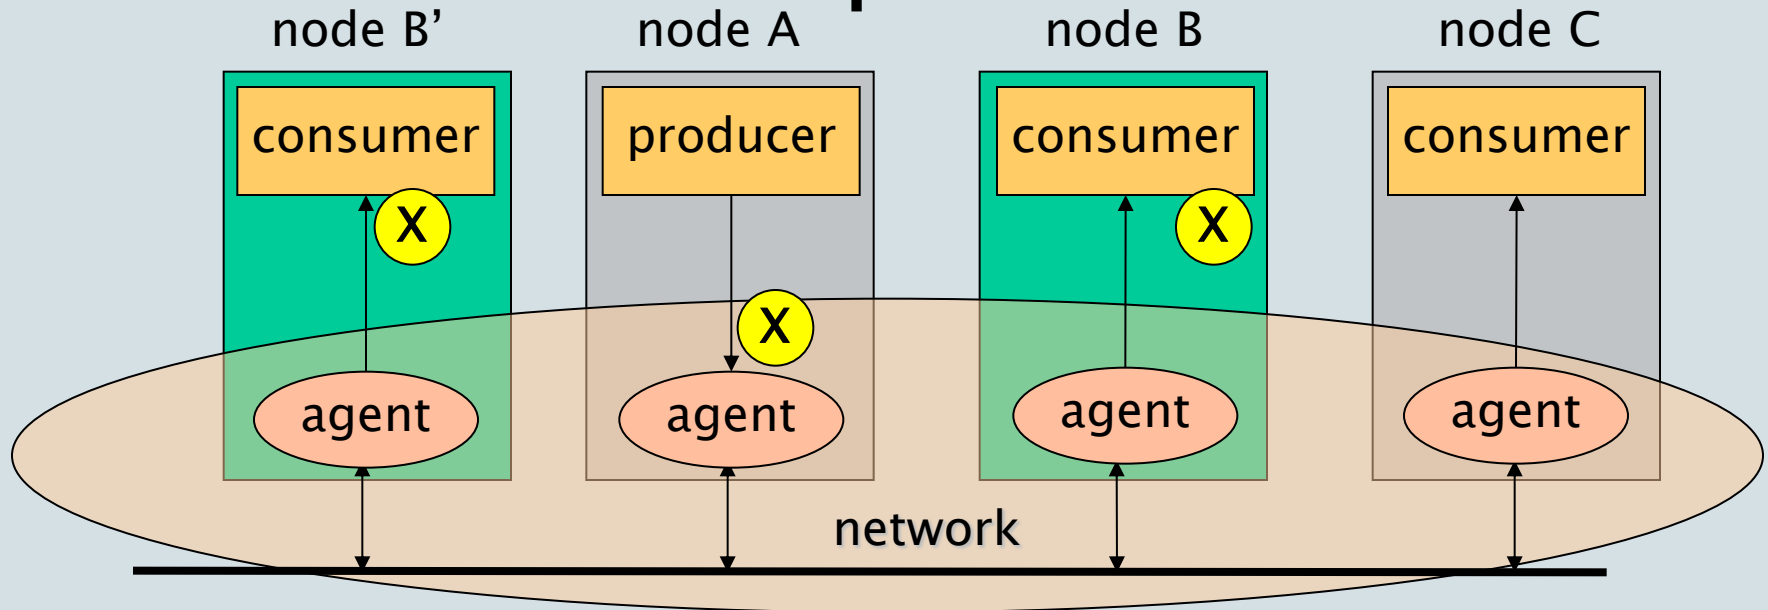 node B’ node A node B node C
consumer producer consumer consumer
X X
X
agent agent agent agent
network